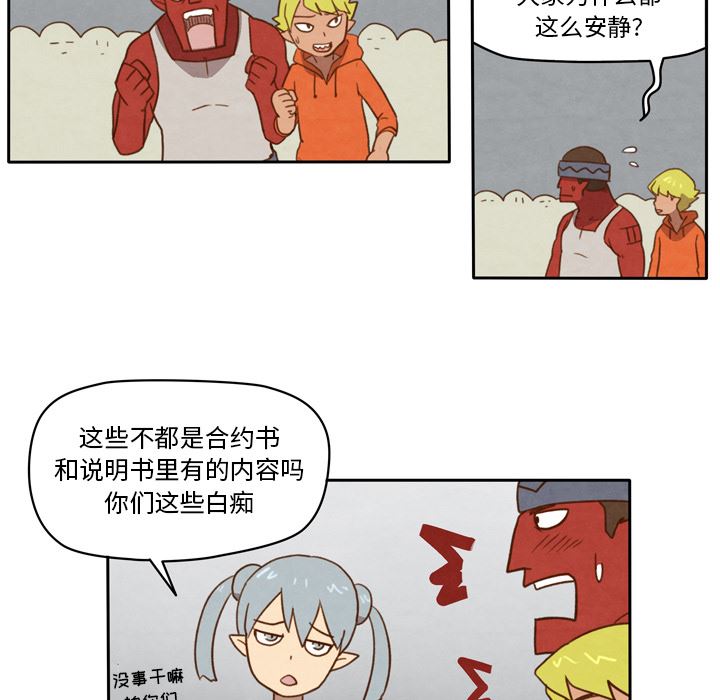 这么安静?
这些不都是合约书
和说明书里有的内容吗
你们这些白痴
没事干嘛